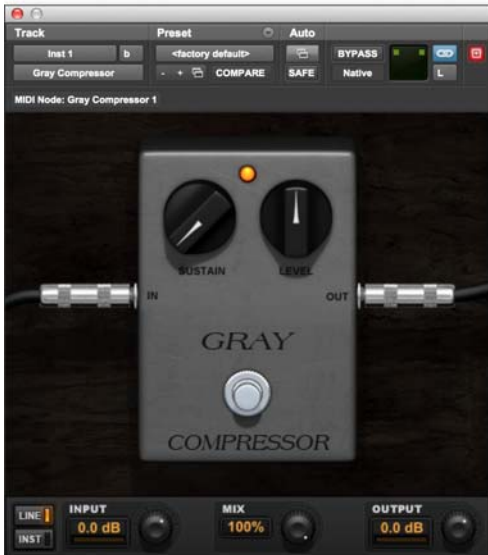 Track Preset Auto
Inst 1 b <factory default> BYPASS
Gray Compressor - + COMPARE SAFE Native L
MIDI Node: Gray Compressor 1
SUSTAIN LEVEL
IN OUT
GRAY
COMPRESSOR
LINE INPUT MIX OUTPUT
INST 0.0 dB 100% 0.0 dB